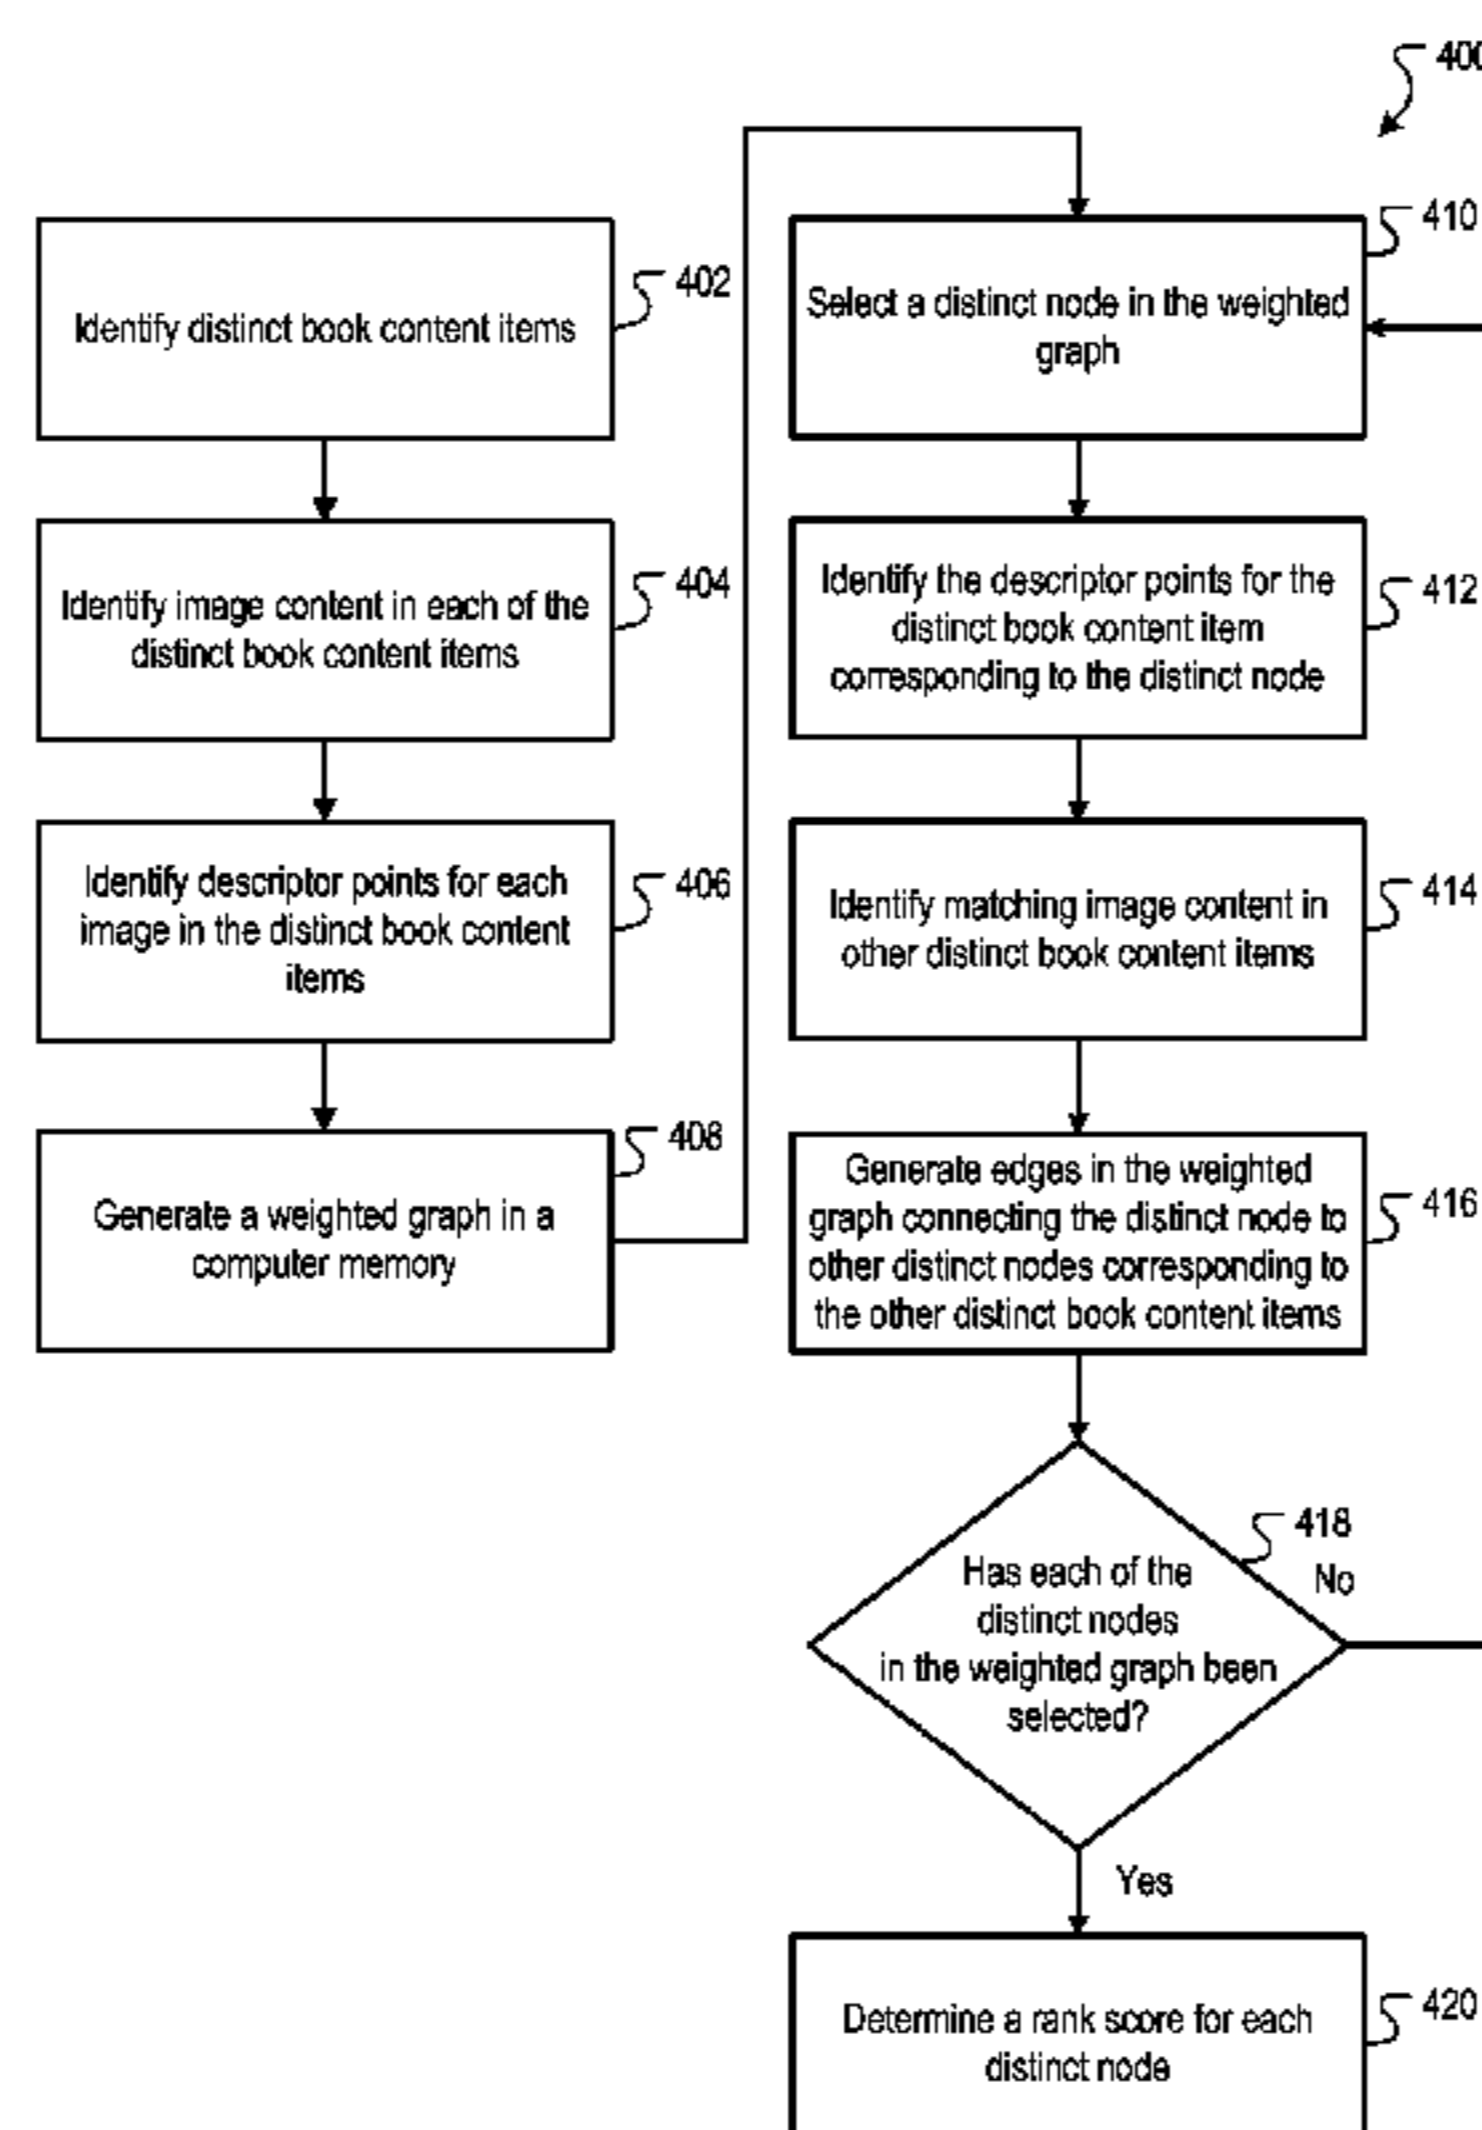 400
402
Identify distinct book content items
404
Identify image content in each of the
distinct book content items
406
Identify descriptor points for each
image in the distinct book content
items
408
Generate a weighted graph in a
computer memory
410
Select a distinct node in the weighted
graph
412
Identify the descriptor points for the
distinct book content item
corresponding to the distinct node
414
Identify matching image content in
other distinct book content items
416
Generate edges in the weighted
graph connecting the distinct node to
other distinct nodes corresponding to
the other distinct book content items
418
Has each of the
distinct nodes
in the weighted graph been
selected?
No
Yes
420
Determine a rank score for each
distinct node